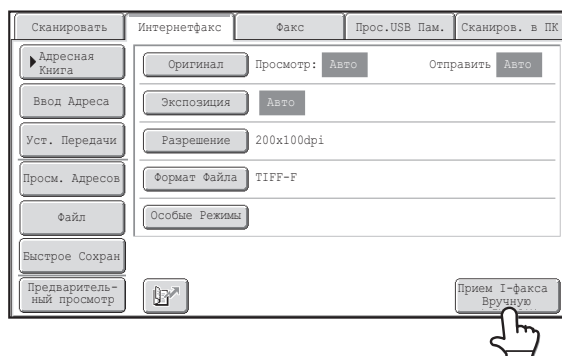 Сканировать Интернетфакс Факс Прос.USB Пам. Сканиров. в ПК
Адресная
Книга
Оригинал Просмотр: Авто Отправить Авто
Ввод Адреса
Экспозиция Авто
Уст. Передачи
Разрешение 200x100dpi
Просм. Адресов
Формат Файла TIFF-F
Файл
Особые Режимы
Быстрое Сохран
Предваритель-
ный просмотр
Прием I-факса
Вручную